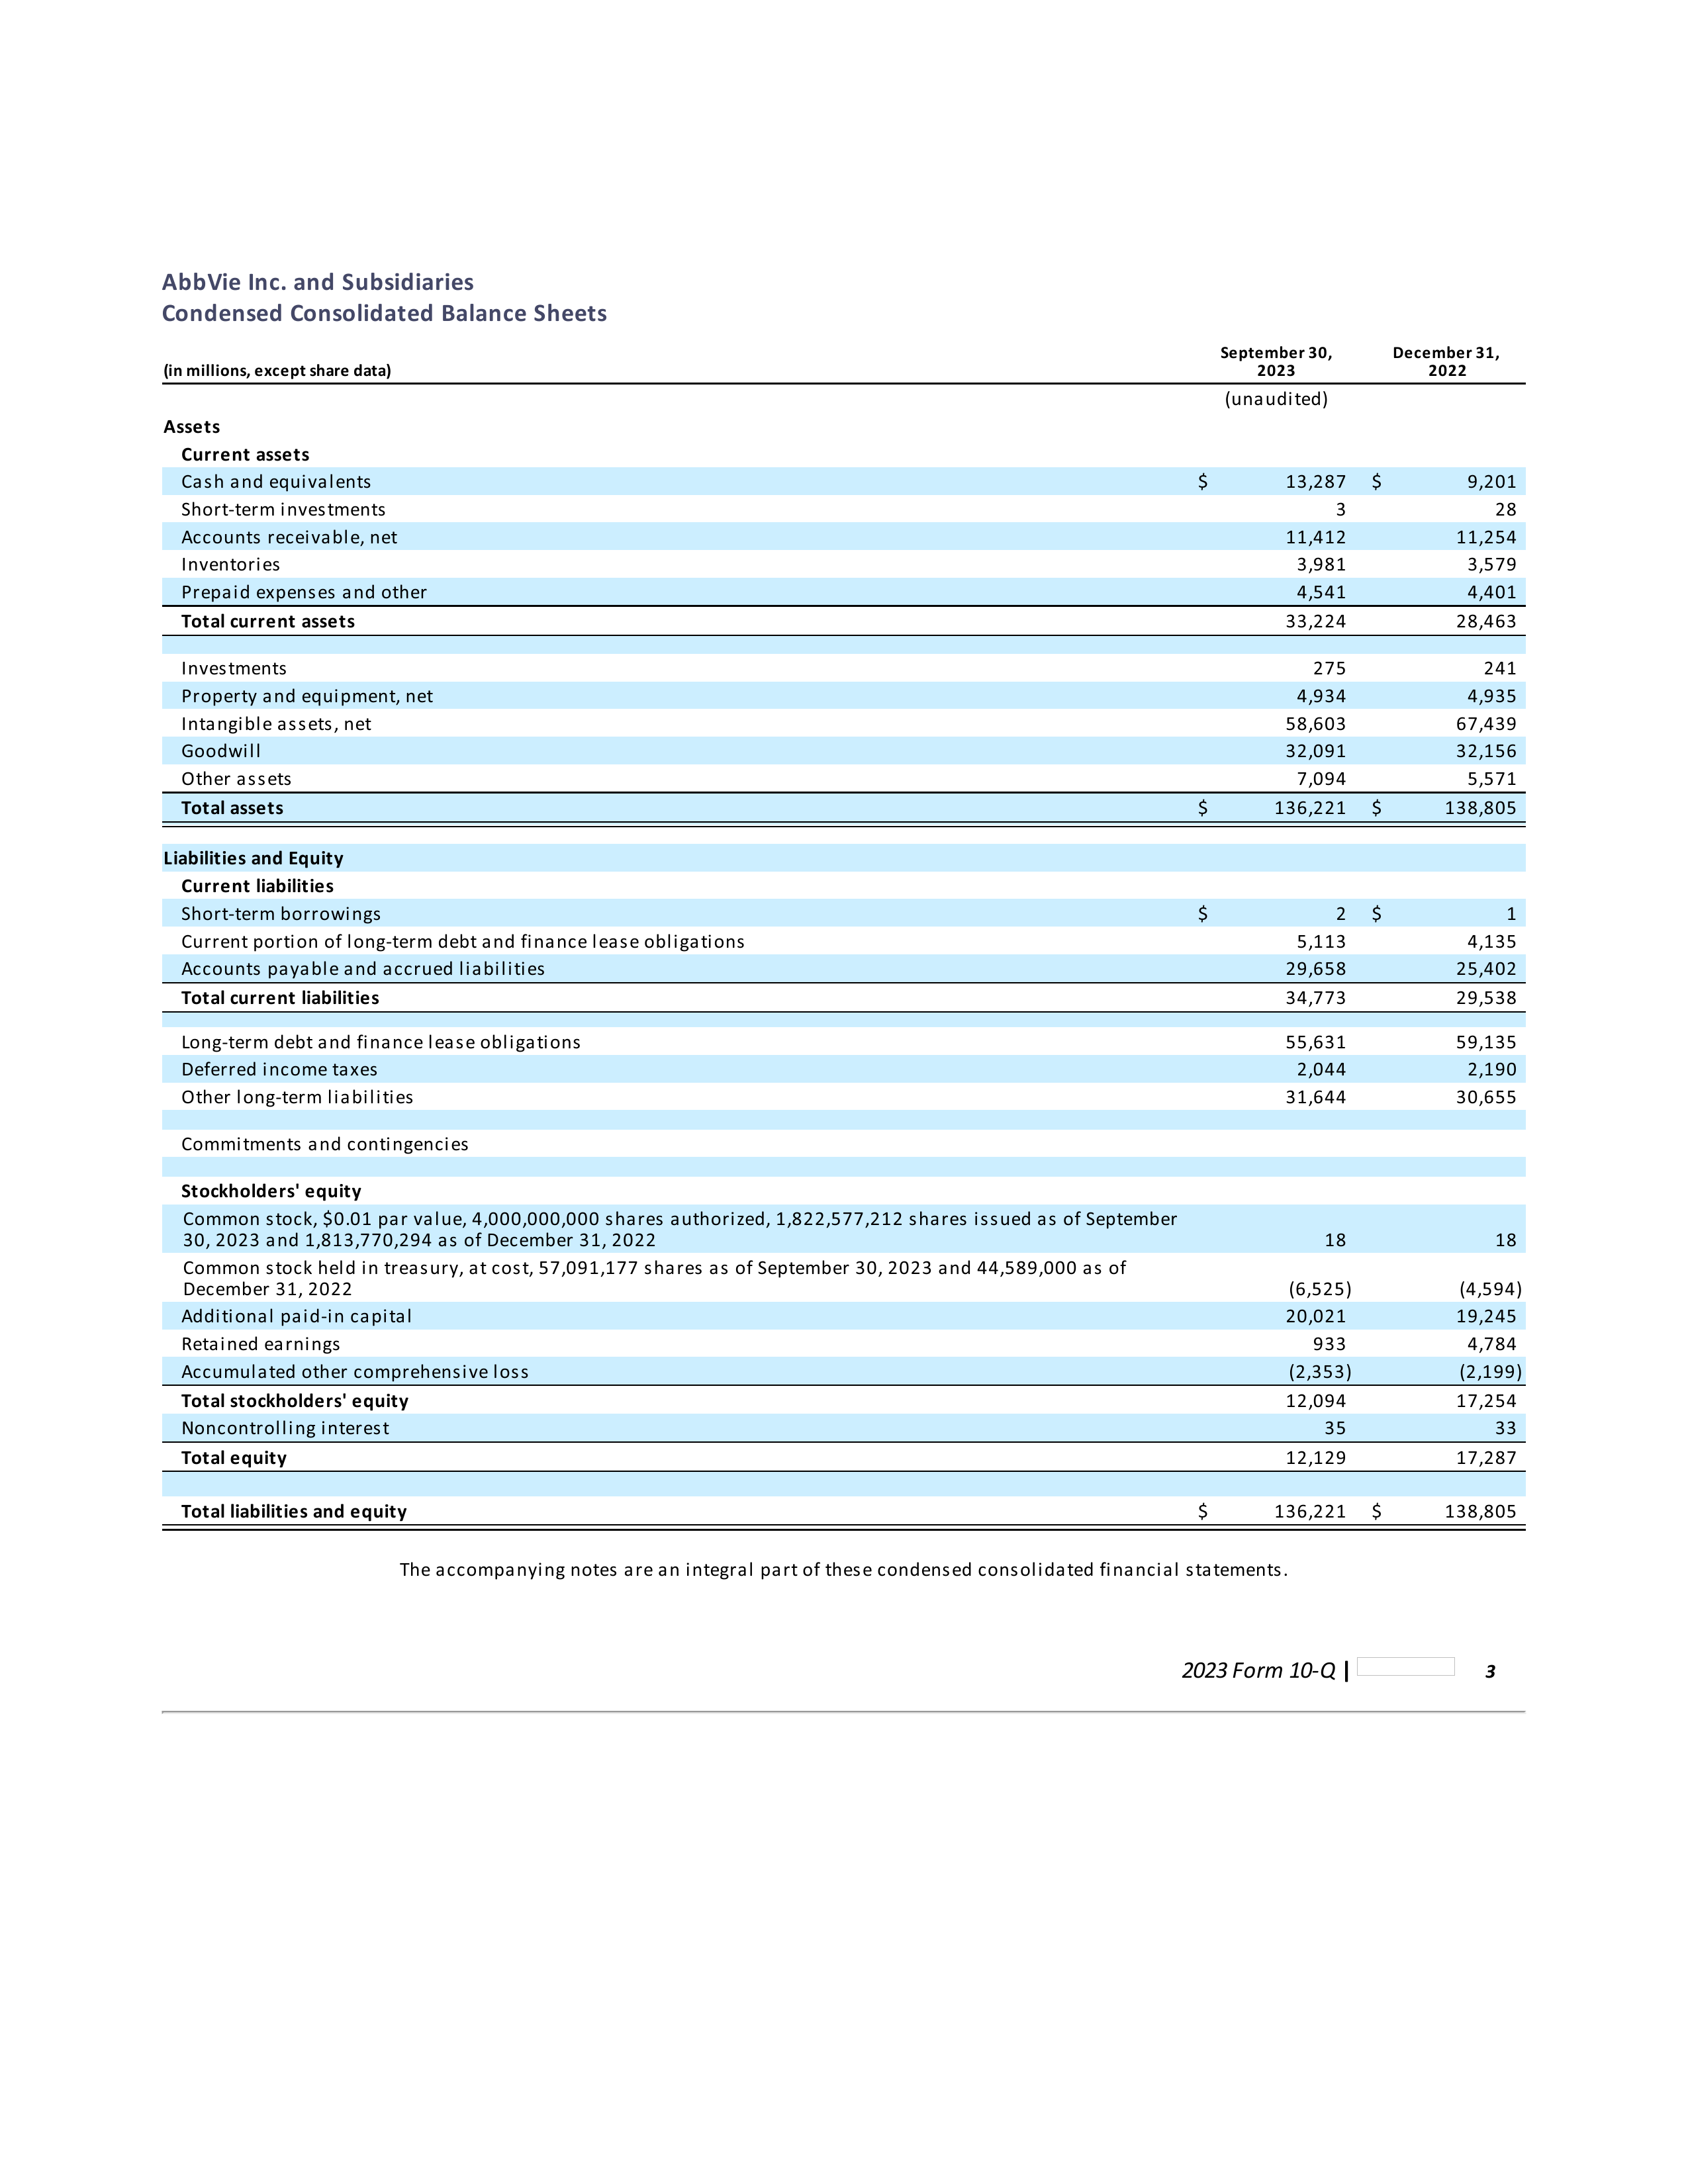 AbbVie Inc. and Subsidiaries
Condensed Consolidated Balance Sheets
(in millions, except share data) September 30, 2023 December 31, 2022
(unaudited)
Assets
Current assets
Cash and equivalents $ 13,287 $ 9,201
Short-term investments 3 28
Accounts receivable, net 11,412 11,254
Inventories 3,981 3,579
Prepaid expenses and other 4,541 4,401
Total current assets 33,224 28,463
Investments 275 241
Property and equipment, net 4,934 4,935
Intangible assets, net 58,603 67,439
Goodwill 32,091 32,156
Other assets 7,094 5,571
Total assets $ 136,221 $ 138,805
Liabilities and Equity
Current liabilities
Short-term borrowings $ 2 $ 1
Current portion of long-term debt and finance lease obligations 5,113 4,135
Accounts payable and accrued liabilities 29,658 25,402
Total current liabilities 34,773 29,538
Long-term debt and finance lease obligations 55,631 59,135
Deferred income taxes 2,044 2,190
Other long-term liabilities 31,644 30,655
Commitments and contingencies
Stockholders' equity
Common stock, $0.01 par value, 4,000,000,000 shares authorized, 1,822,577,212 shares issued as of September
30, 2023 and 1,813,770,294 as of December 31, 2022 18 18
Common stock held in treasury, at cost, 57,091,177 shares as of September 30, 2023 and 44,589,000 as of
December 31, 2022 (6,525) (4,594)
Additional paid-in capital 20,021 19,245
Retained earnings 933 4,784
Accumulated other comprehensive loss (2,353) (2,199)
Total stockholders' equity 12,094 17,254
Noncontrolling interest 35 33
Total equity 12,129 17,287
Total liabilities and equity $ 136,221 $ 138,805
The accompanying notes are an integral part of these condensed consolidated financial statements.
2023 Form 10-Q | 3